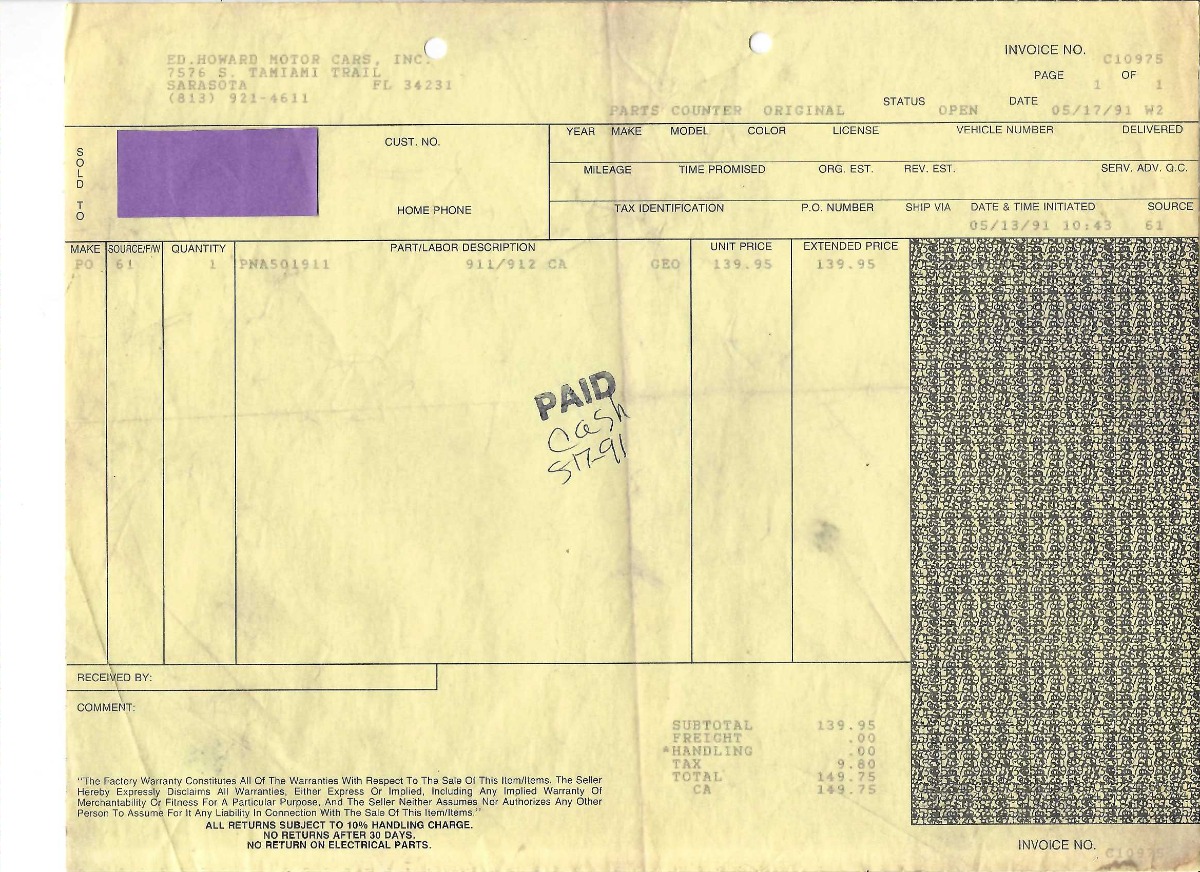 ED.HOWARD MOTOR CARS, INC.
7576 S. TAMIAMI TRAIL
SARASOTA FL 34231
(813) 921-4611
INVOICE NO. C10975
PAGE 1 OF 1
PARTS COUNTER ORIGINAL STATUS OPEN DATE 05/17/91 W2
SOLD TO
CUST. NO.
HOME PHONE
YEAR MAKE MODEL COLOR LICENSE VEHICLE NUMBER DELIVERED
MILEAGE TIME PROMISED ORG. EST. REV. EST. SERV. ADV. Q.C.
TAX IDENTIFICATION P.O. NUMBER SHIP VIA DATE & TIME INITIATED SOURCE
05/13/91 10:43 61
MAKE SOURCE/F/W QUANTITY PART/LABOR DESCRIPTION UNIT PRICE EXTENDED PRICE
PO 61 1 PNA501911 911/912 CA GEO 139.95 139.95
PAID
Cash
5-17-91
RECEIVED BY:
COMMENT:
SUBTOTAL 139.95
FREIGHT .00
*HANDLING .00
TAX 9.80
TOTAL 149.75
CA 149.75
"The Factory Warranty Constitutes All Of The Warranties With Respect To The Sale Of This Item/Items. The Seller
Hereby Expressly Disclaims All Warranties, Either Express Or Implied, Including Any Implied Warranty Of
Merchantability Or Fitness For A Particular Purpose, And The Seller Neither Assumes Nor Authorizes Any Other
Person To Assume For It Any Liability In Connection With The Sale Of This Item/Items."
ALL RETURNS SUBJECT TO 10% HANDLING CHARGE.
NO RETURNS AFTER 30 DAYS.
NO RETURN ON ELECTRICAL PARTS.
INVOICE NO. C10975